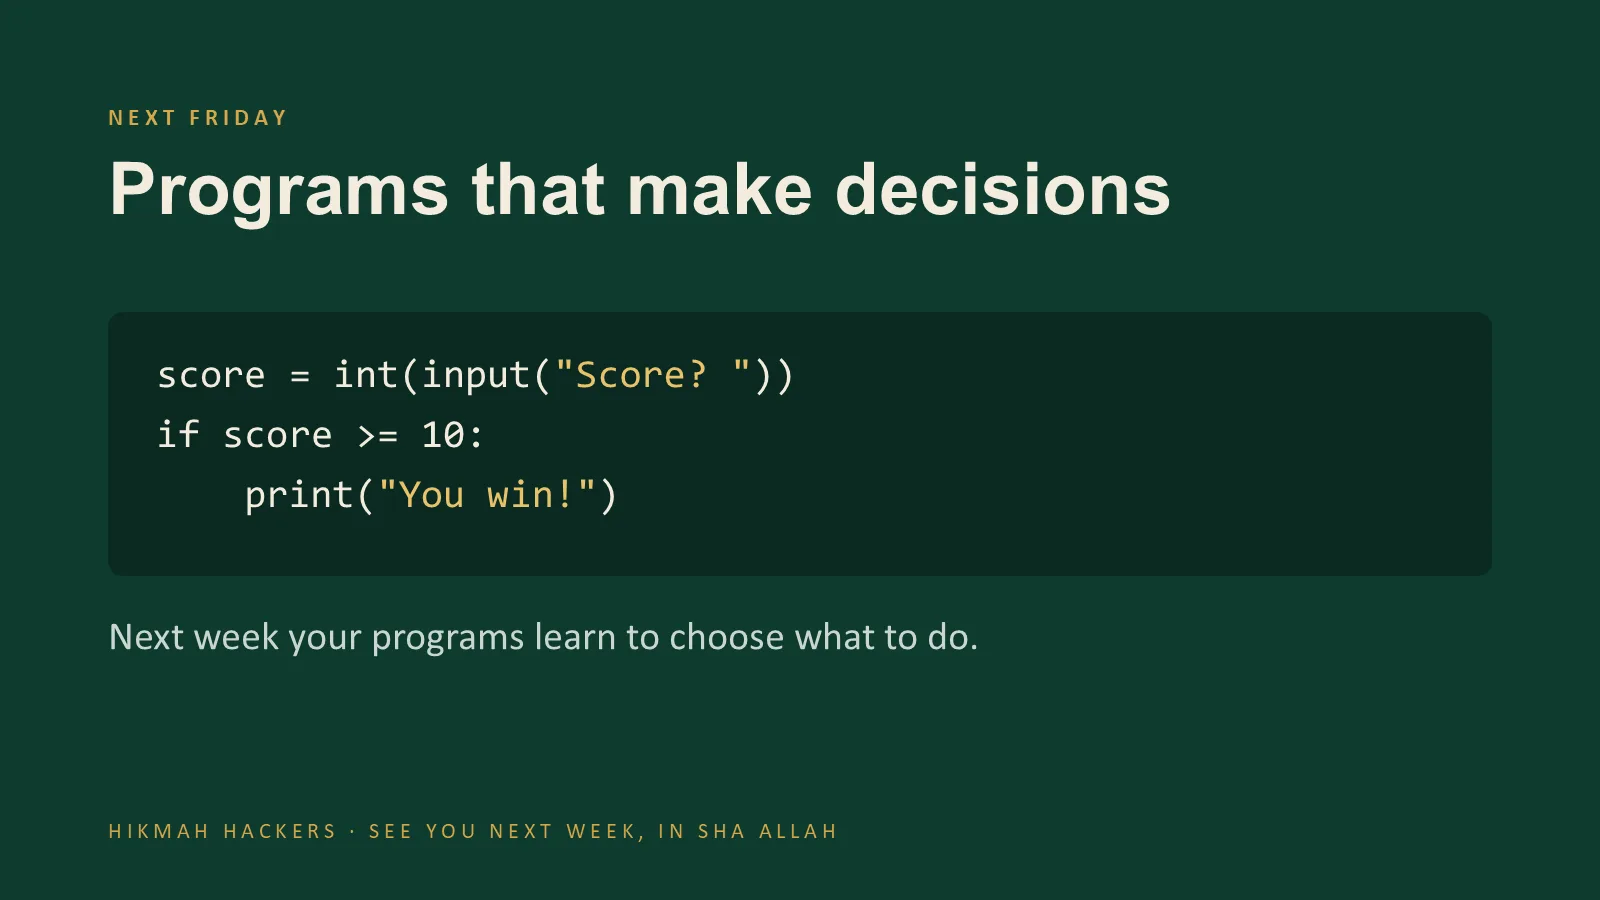 NEXT FRIDAY
Programs that make decisions
score = int(input("Score? "))
if score >= 10:
    print("You win!")
Next week your programs learn to choose what to do.
HIKMAH HACKERS · SEE YOU NEXT WEEK, IN SHA ALLAH